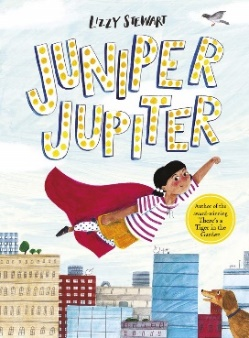 LIZZY STEWART
JUNIPER
JUPITER
Author of the
award-winning
There's a
Tiger in the
Garden